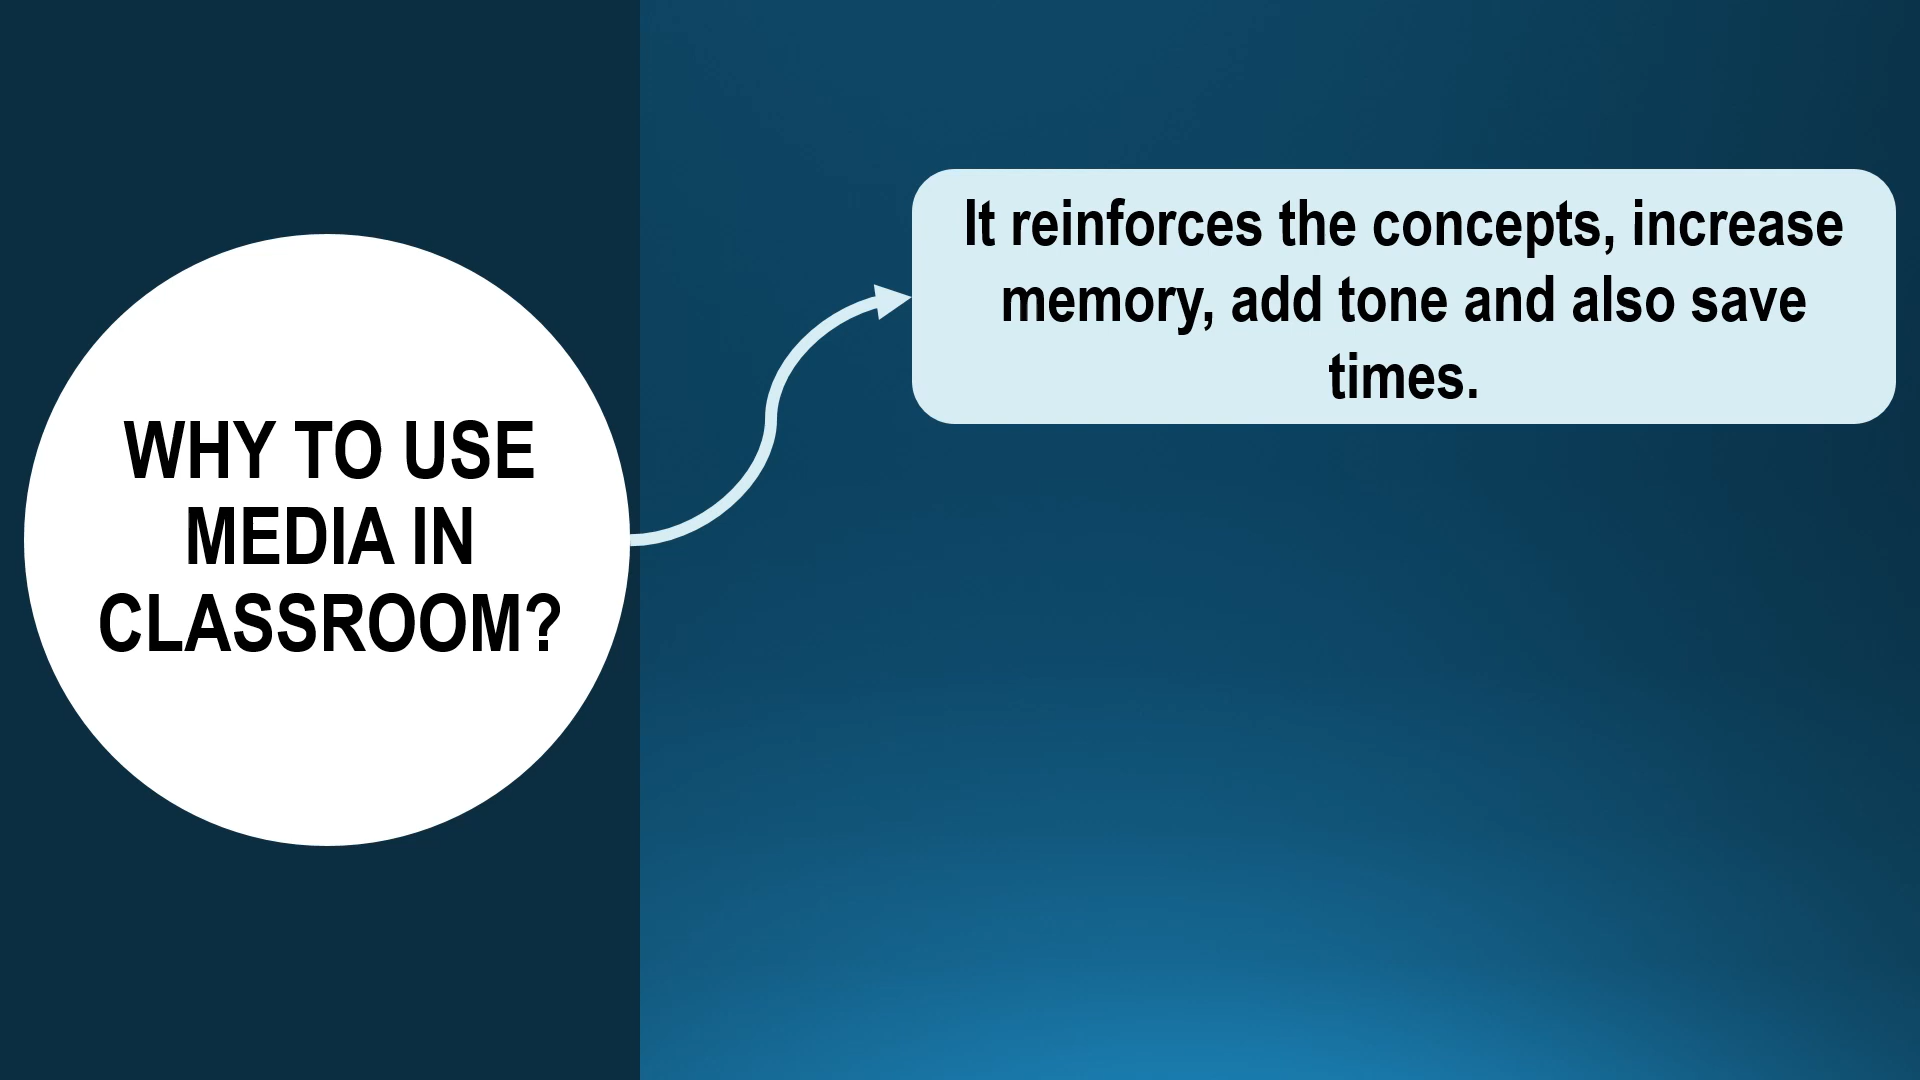 WHY TO USE
MEDIA IN
CLASSROOM?
It reinforces the concepts, increase
memory, add tone and also save
times.